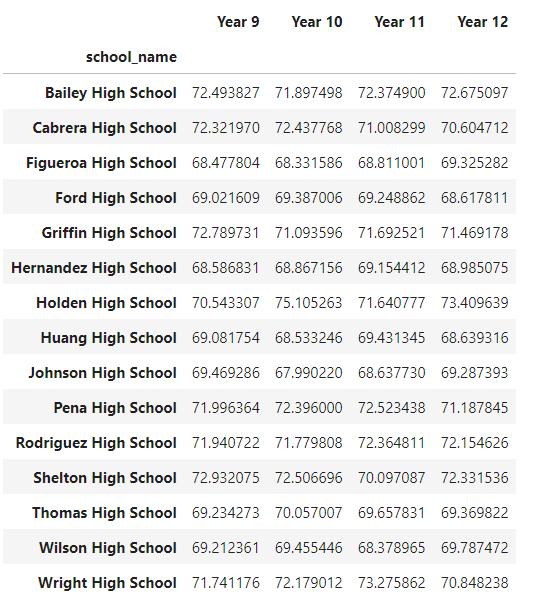 Year 9 Year 10 Year 11 Year 12
school_name
Bailey High School 72.493827 71.897498 72.374900 72.675097
Cabrera High School 72.321970 72.437768 71.008299 70.604712
Figueroa High School 68.477804 68.331586 68.811001 69.325282
Ford High School 69.021609 69.387006 69.248862 68.617811
Griffin High School 72.789731 71.093596 71.692521 71.469178
Hernandez High School 68.586831 68.867156 69.154412 68.985075
Holden High School 70.543307 75.105263 71.640777 73.409639
Huang High School 69.081754 68.533246 69.431345 68.639316
Johnson High School 69.469286 67.990220 68.637730 69.287393
Pena High School 71.996364 72.396000 72.523438 71.187845
Rodriguez High School 71.940722 71.779808 72.364811 72.154626
Shelton High School 72.932075 72.506696 70.097087 72.331536
Thomas High School 69.234273 70.057007 69.657831 69.369822
Wilson High School 69.212361 69.455446 68.378965 69.787472
Wright High School 71.741176 72.179012 73.275862 70.848238